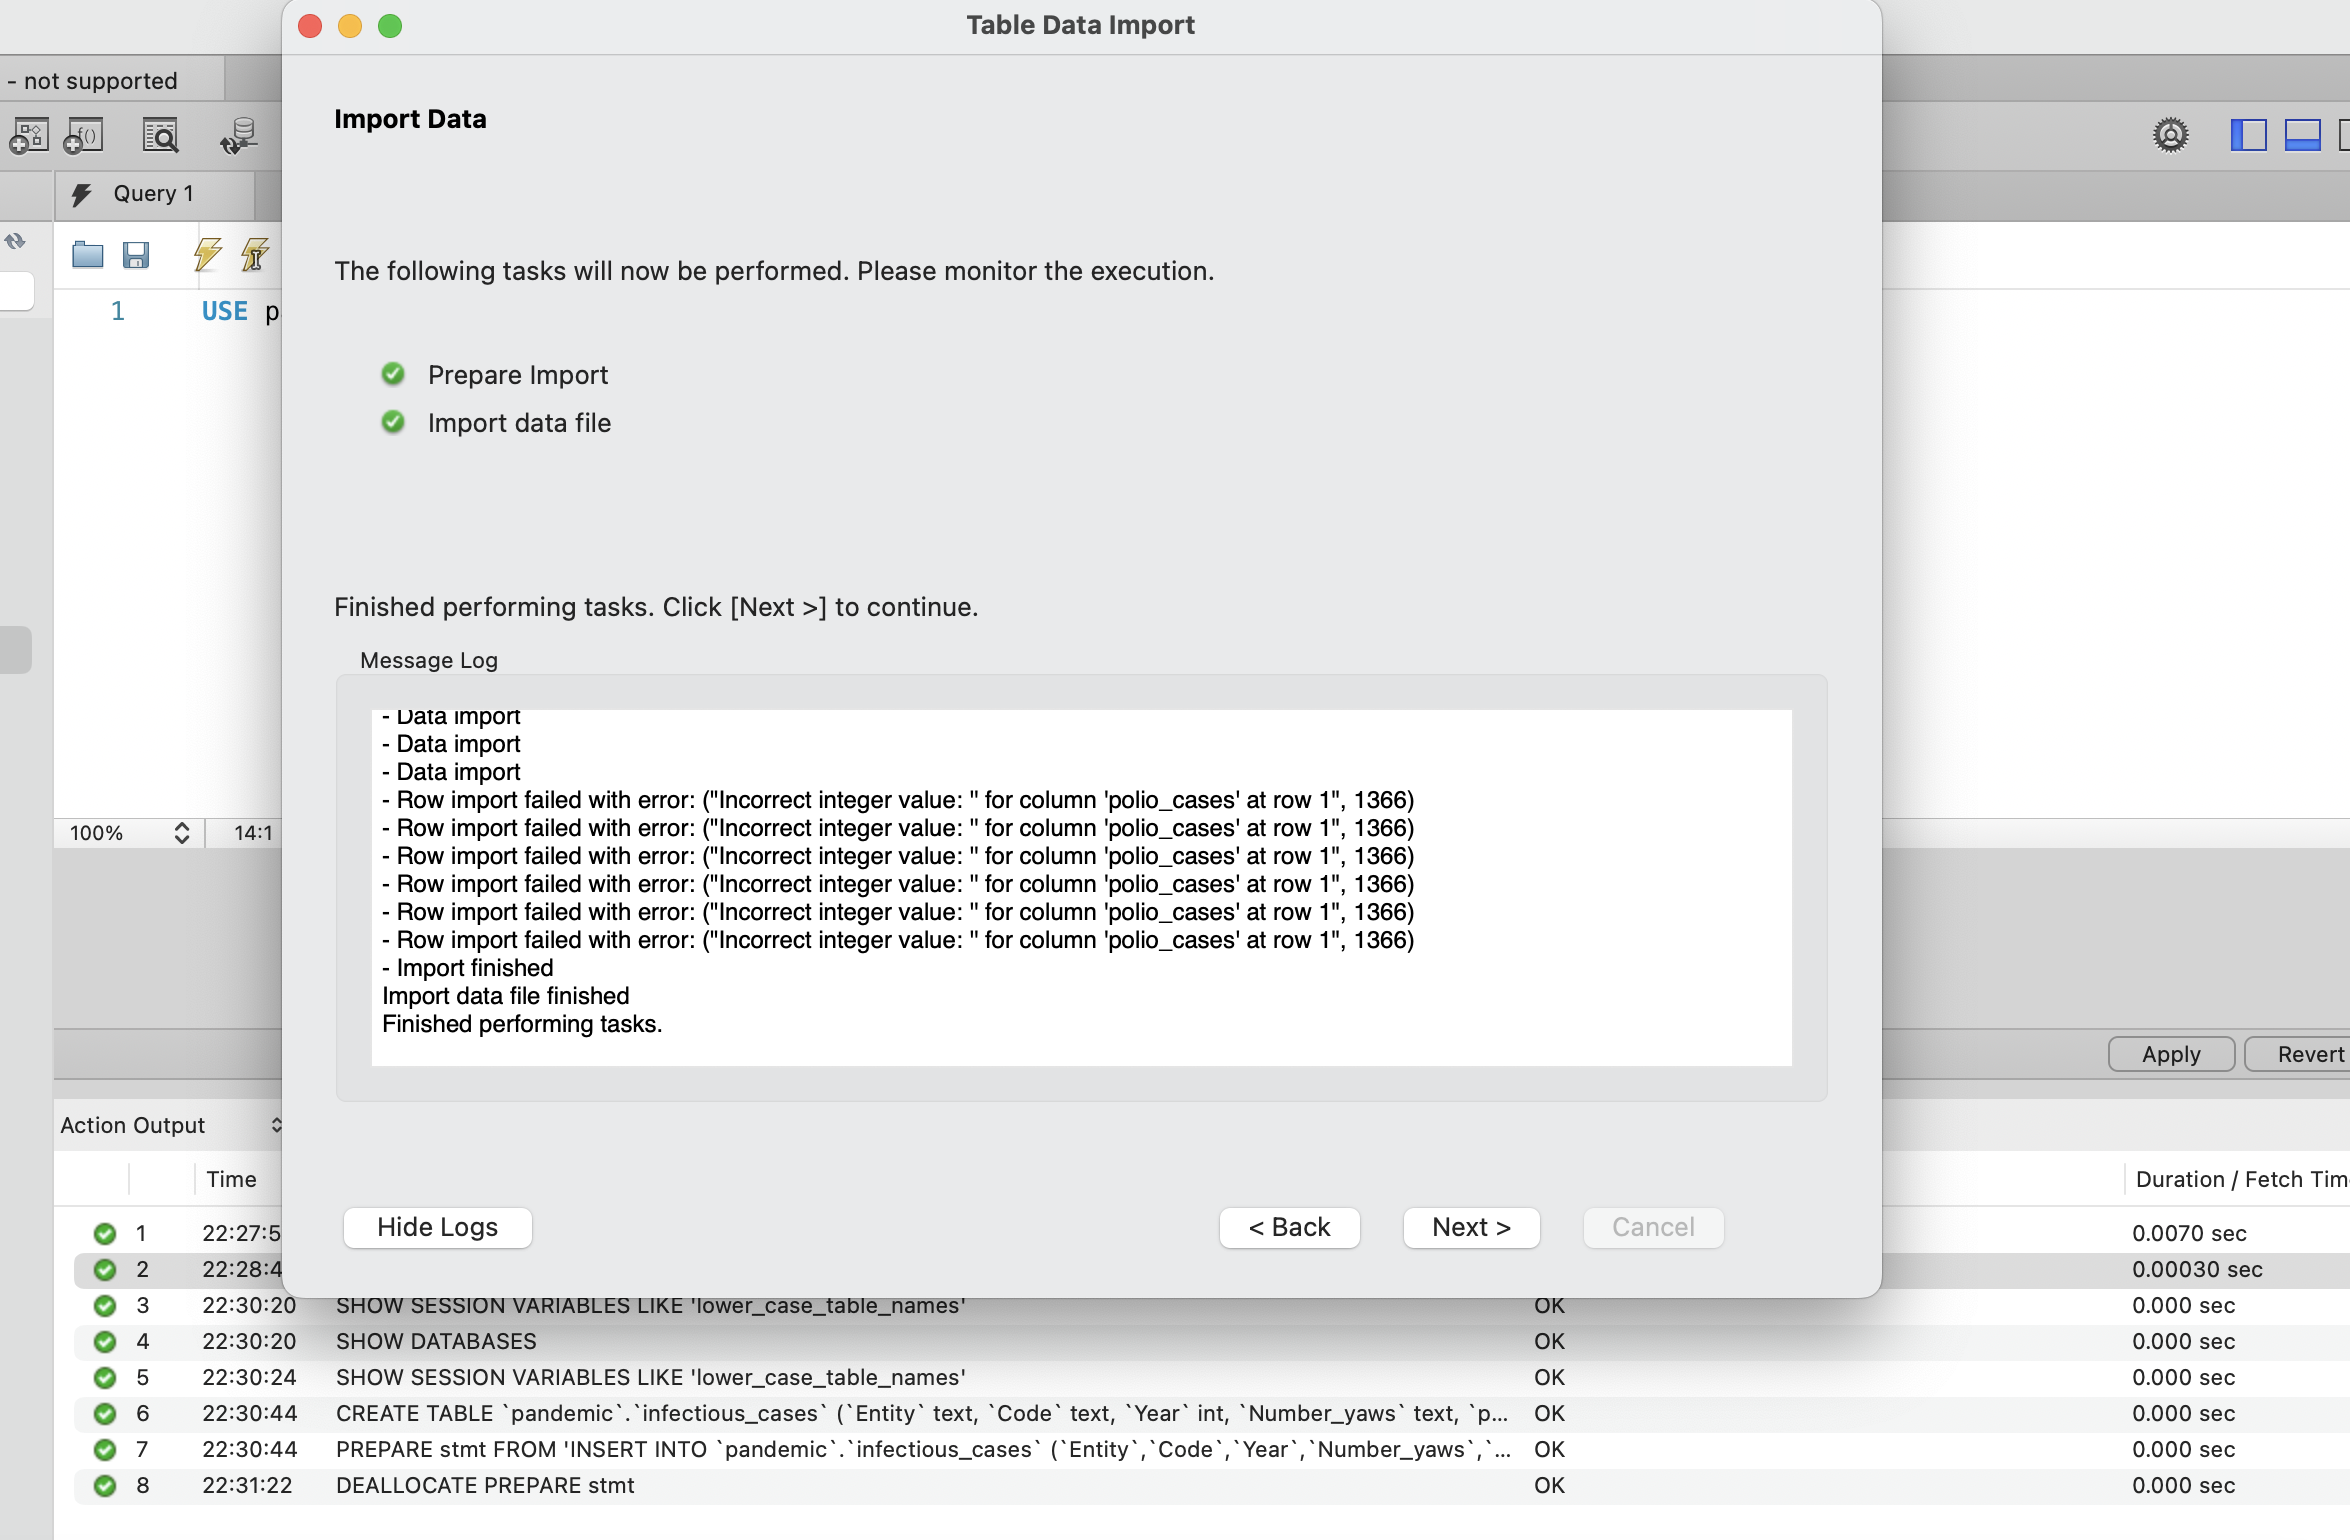 Table Data Import
- not supported
Import Data
Query 1
The following tasks will now be performed. Please monitor the execution.
1 USE p
Prepare Import
Import data file
Finished performing tasks. Click [Next >] to continue.
Message Log
- Data import
- Data import
- Data import
- Row import failed with error: ("Incorrect integer value: '' for column 'polio_cases' at row 1", 1366)
- Row import failed with error: ("Incorrect integer value: '' for column 'polio_cases' at row 1", 1366)
- Row import failed with error: ("Incorrect integer value: '' for column 'polio_cases' at row 1", 1366)
- Row import failed with error: ("Incorrect integer value: '' for column 'polio_cases' at row 1", 1366)
- Row import failed with error: ("Incorrect integer value: '' for column 'polio_cases' at row 1", 1366)
- Row import failed with error: ("Incorrect integer value: '' for column 'polio_cases' at row 1", 1366)
- Import finished
Import data file finished
Finished performing tasks.
100% 14:1
Apply Revert
Action Output
Time Duration / Fetch Tim
Hide Logs < Back Next > Cancel
1 22:27:5 0.0070 sec
2 22:28:4 0.00030 sec
3 22:30:20 SHOW SESSION VARIABLES LIKE 'lower_case_table_names' OK 0.000 sec
4 22:30:20 SHOW DATABASES OK 0.000 sec
5 22:30:24 SHOW SESSION VARIABLES LIKE 'lower_case_table_names' OK 0.000 sec
6 22:30:44 CREATE TABLE `pandemic`.`infectious_cases` (`Entity` text, `Code` text, `Year` int, `Number_yaws` text, `p... OK 0.000 sec
7 22:30:44 PREPARE stmt FROM 'INSERT INTO `pandemic`.`infectious_cases` (`Entity`,`Code`,`Year`,`Number_yaws`,`... OK 0.000 sec
8 22:31:22 DEALLOCATE PREPARE stmt OK 0.000 sec